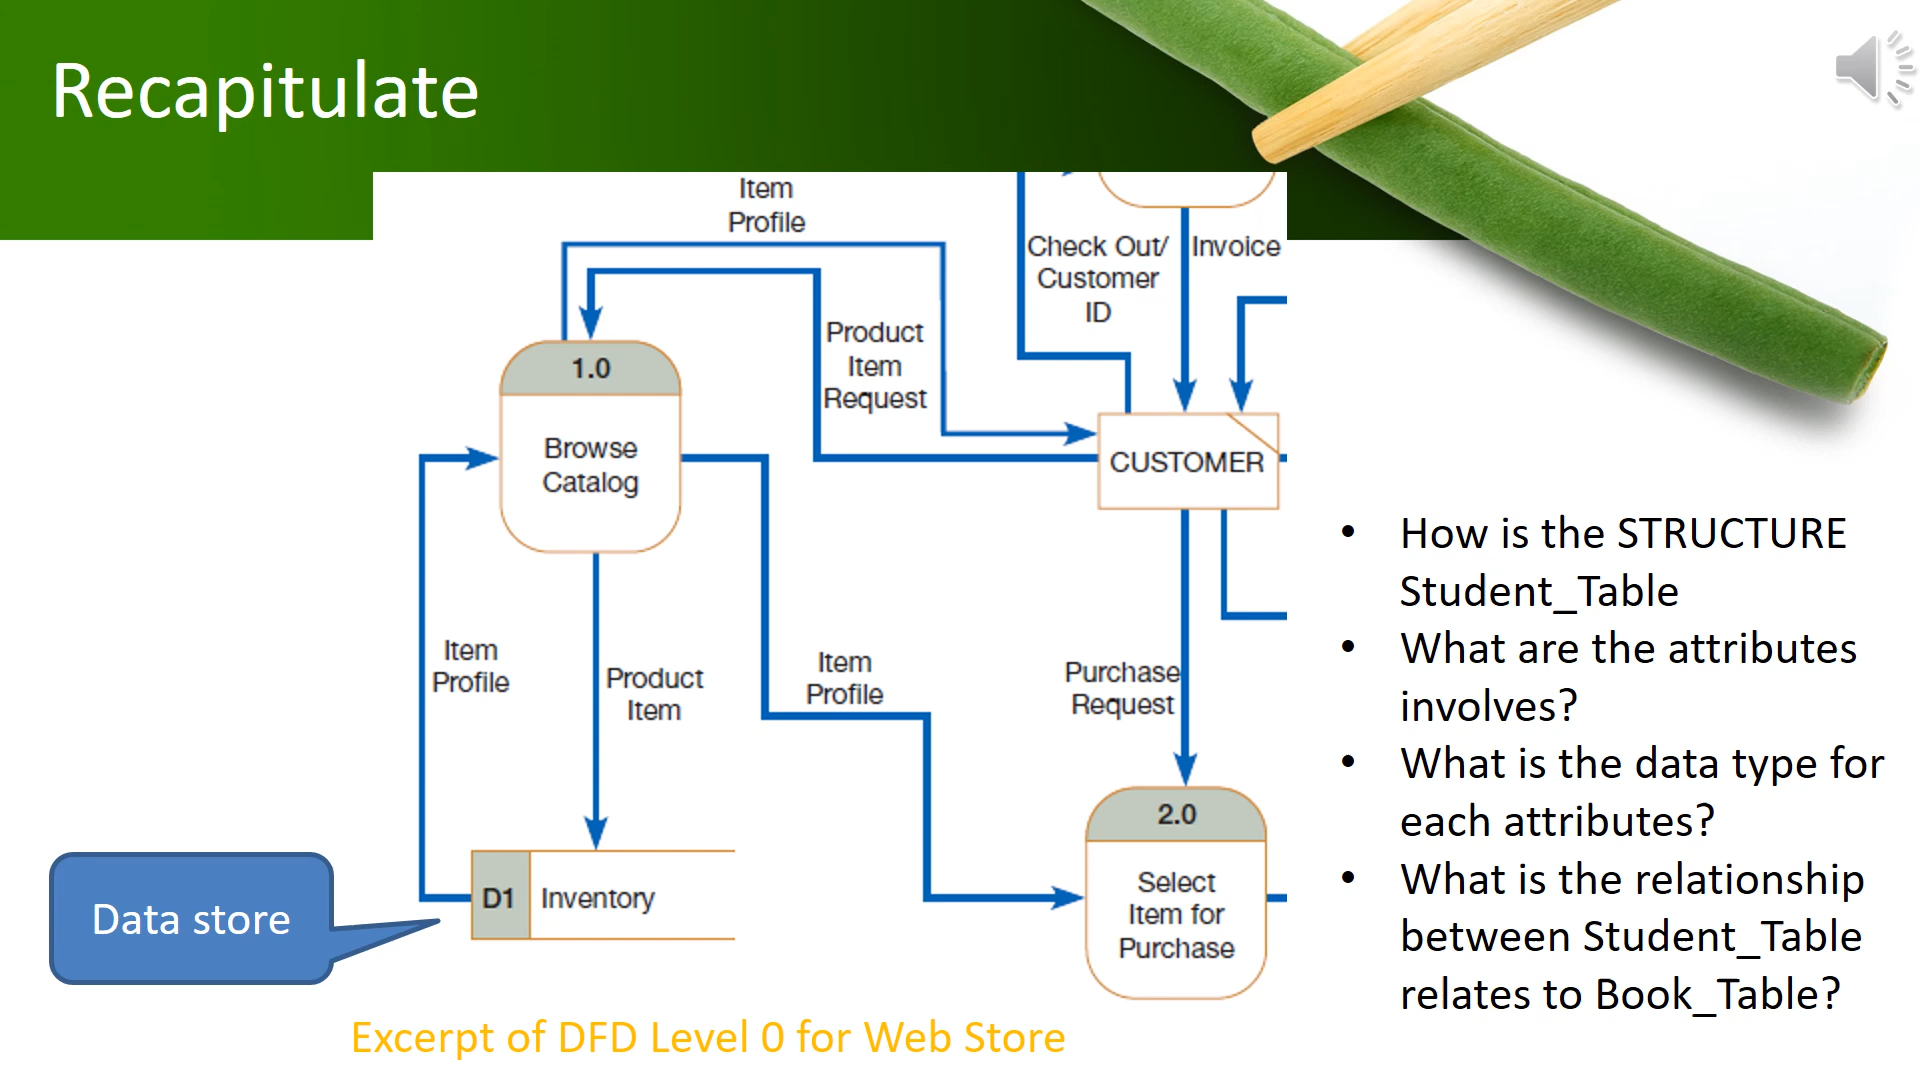 Recapitulate
Item
Profile
Check Out/
Customer
ID
Invoice
Product
Item
Request
1.0
Browse
Catalog
CUSTOMER
Item
Profile
Product
Item
Item
Profile
Purchase
Request
2.0
Select
Item for
Purchase
D1 Inventory
Data store
Excerpt of DFD Level 0 for Web Store
• How is the STRUCTURE
Student_Table
• What are the attributes
involves?
• What is the data type for
each attributes?
• What is the relationship
between Student_Table
relates to Book_Table?